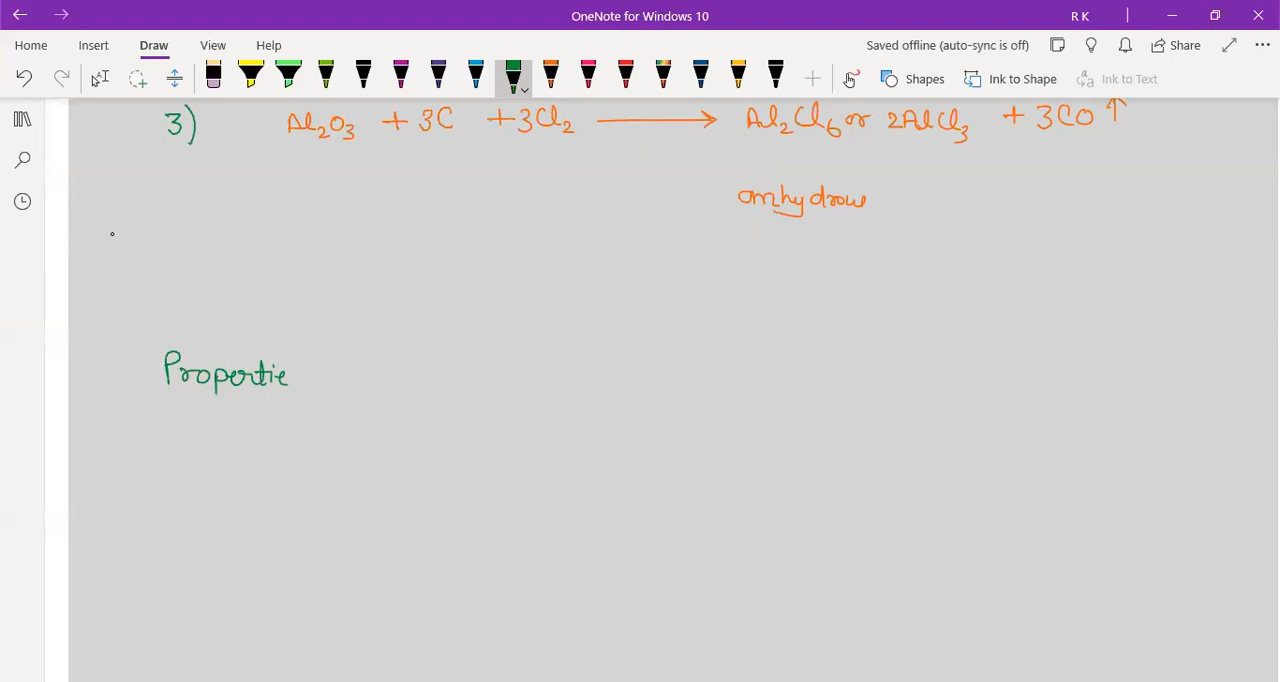 OneNote for Windows 10
R K
Home Insert Draw View Help
Saved offline (auto-sync is off) Share
Shapes Ink to Shape Ink to Text
3) Al₂O₃ + 3C + 3Cl₂ ⟶ Al₂Cl₆ or 2AlCl₃ + 3CO ↑
anhydrous
Propertie